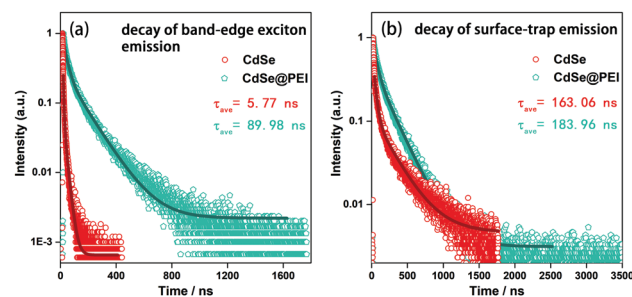 (a) decay of band-edge exciton
emission
CdSe
CdSe@PEI
τave= 5.77 ns
τave= 89.98 ns
Intensity (a.u.)
1
0.1
0.01
1E-3
0 400 800 1200 1600
Time / ns
(b) decay of surface-trap emission
CdSe
CdSe@PEI
τave= 163.06 ns
τave= 183.96 ns
Intensity (a.u.)
1
0.1
0.01
0 500 1000 1500 2000 2500 3000 3500
Time / ns